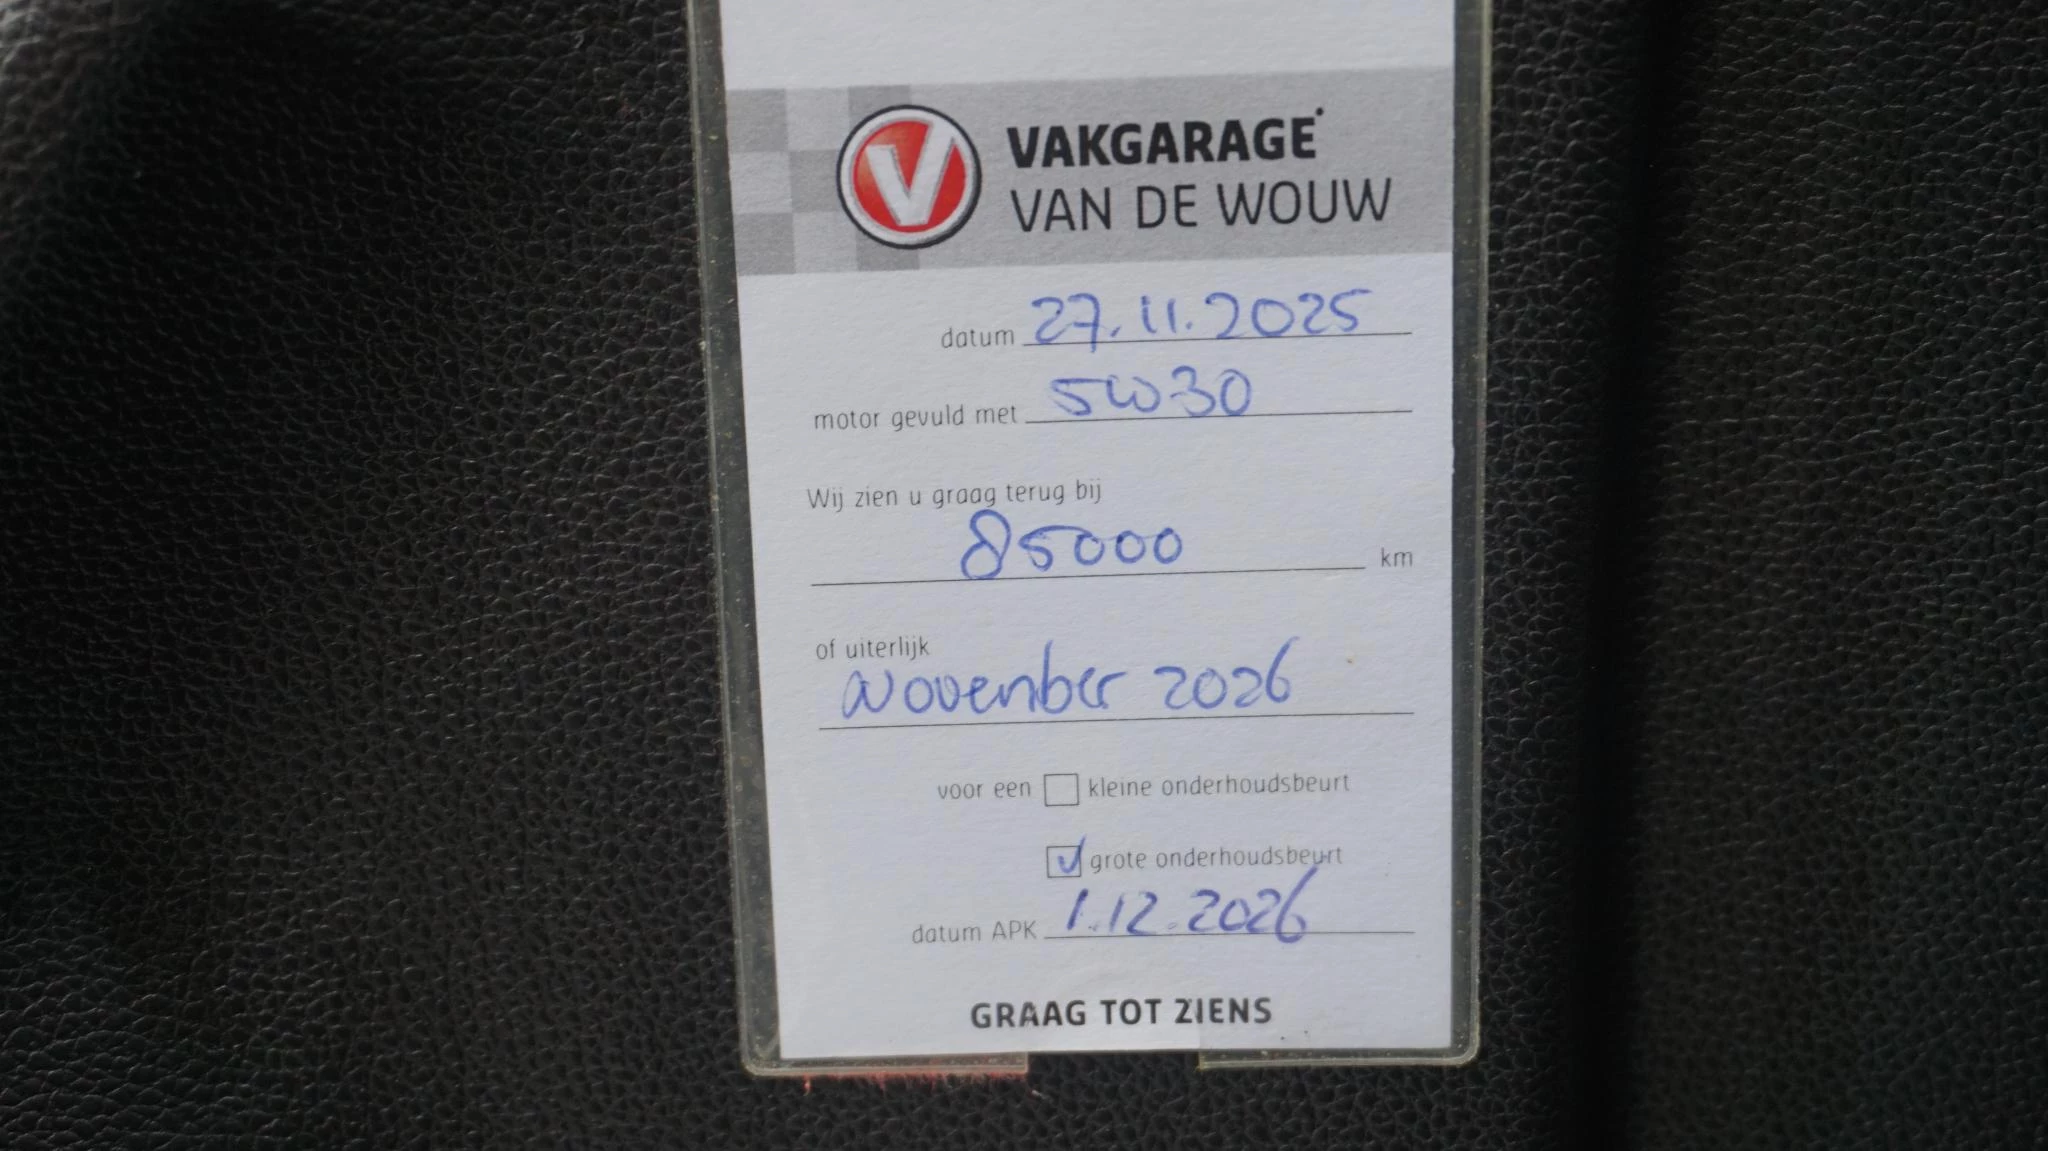 V VAKGARAGE
VAN DE WOUW
datum 27.11.2025
motor gevuld met 5W30
Wij zien u graag terug bij
85000 km
of uiterlijk
November 2026
voor een kleine onderhoudsbeurt
grote onderhoudsbeurt
datum APK 1.12.2026
GRAAG TOT ZIENS